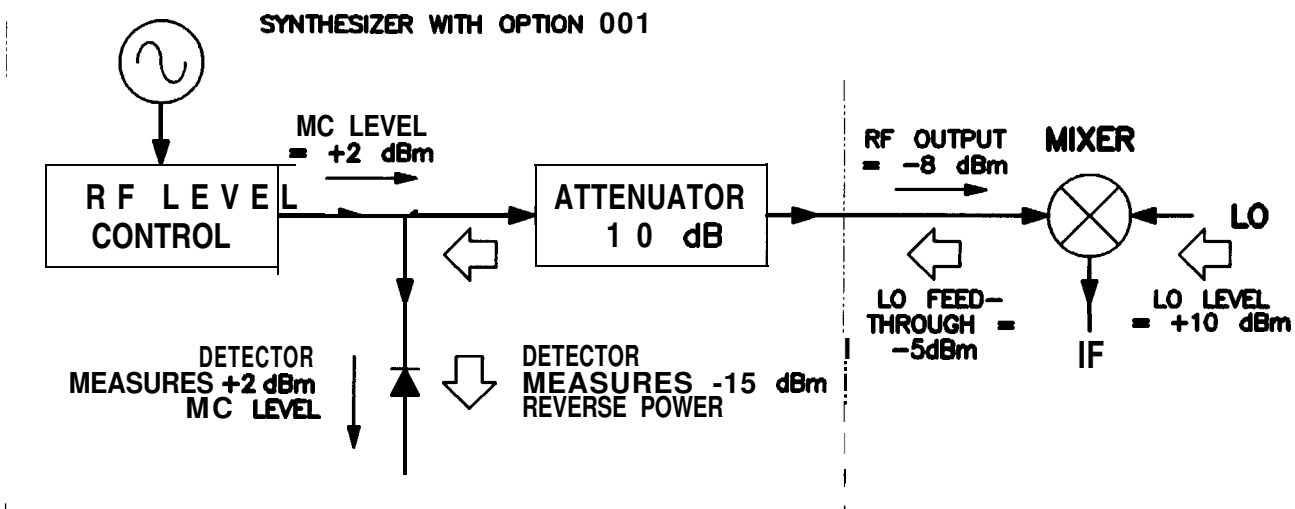 SYNTHESIZER WITH OPTION 001
MC LEVEL
= +2 dBm
RF LEVEL
CONTROL
ATTENUATOR
10 dB
RF OUTPUT
= -8 dBm
MIXER
LO
LO FEED-
THROUGH =
-5dBm
LO LEVEL
= +10 dBm
IF
DETECTOR
MEASURES +2 dBm
MC LEVEL
DETECTOR
MEASURES -15 dBm
REVERSE POWER